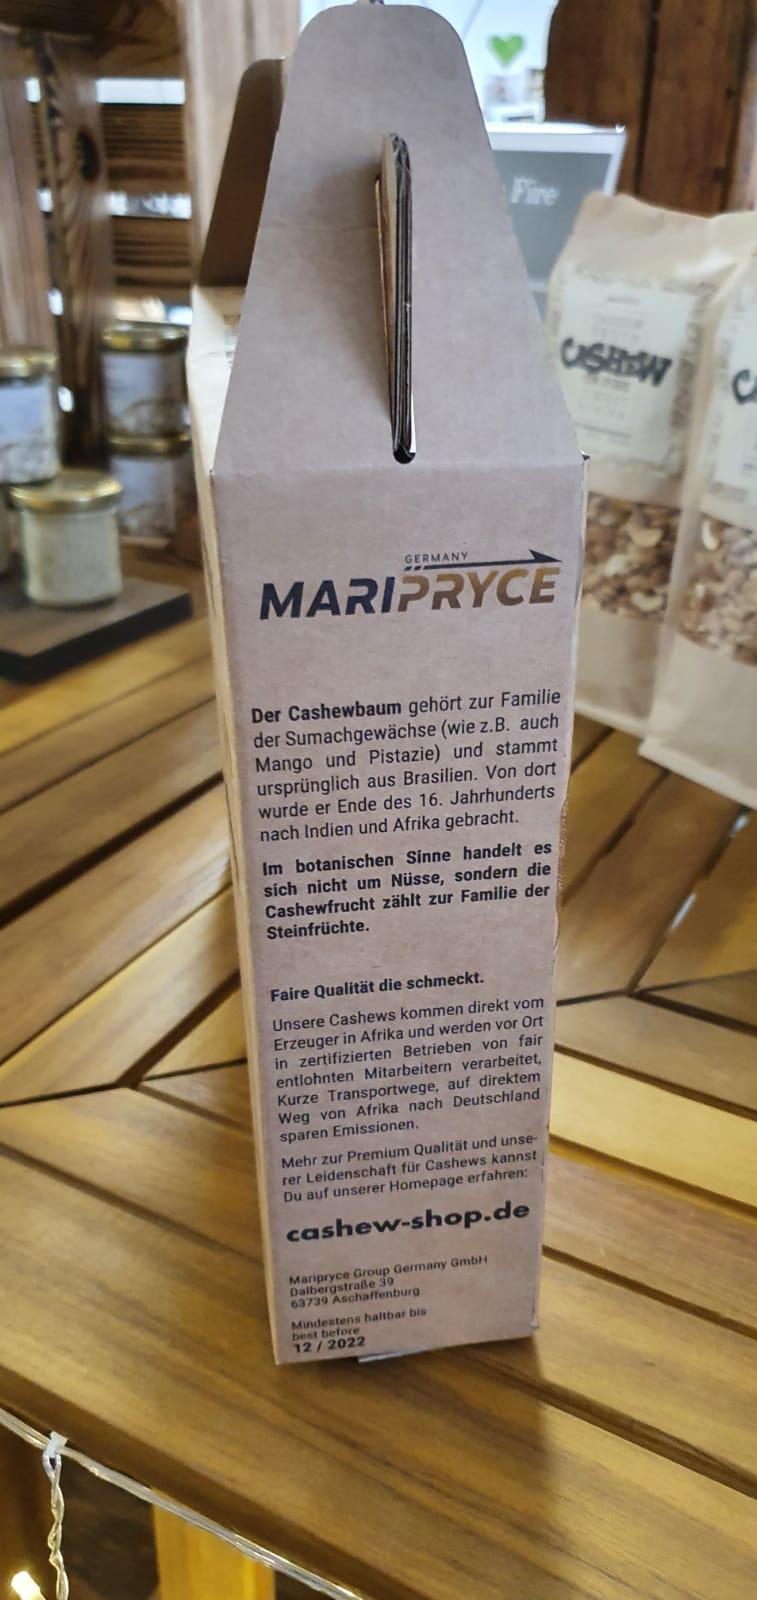 Fire
CASHEW
GERMANY
MARIPRYCE
Der Cashewbaum gehört zur Familie
der Sumachgewächse (wie z.B. auch
Mango und Pistazie) und stammt
ursprünglich aus Brasilien. Von dort
wurde er Ende des 16. Jahrhunderts
nach Indien und Afrika gebracht.
Im botanischen Sinne handelt es
sich nicht um Nüsse, sondern die
Cashewfrucht zählt zur Familie der
Steinfrüchte.
Faire Qualität die schmeckt.
Unsere Cashews kommen direkt vom
Erzeuger in Afrika und werden vor Ort
in zertifizierten Betrieben von fair
entlohnten Mitarbeitern verarbeitet,
Kurze Transportwege, auf direktem
Weg von Afrika nach Deutschland
sparen Emissionen.
Mehr zur Premium Qualität und unse-
rer Leidenschaft für Cashews kannst
Du auf unserer Homepage erfahren:
cashew-shop.de
Maripryce Group Germany GmbH
Dalbergstraße 39
63739 Aschaffenburg
Mindestens haltbar bis
best before
12 / 2022